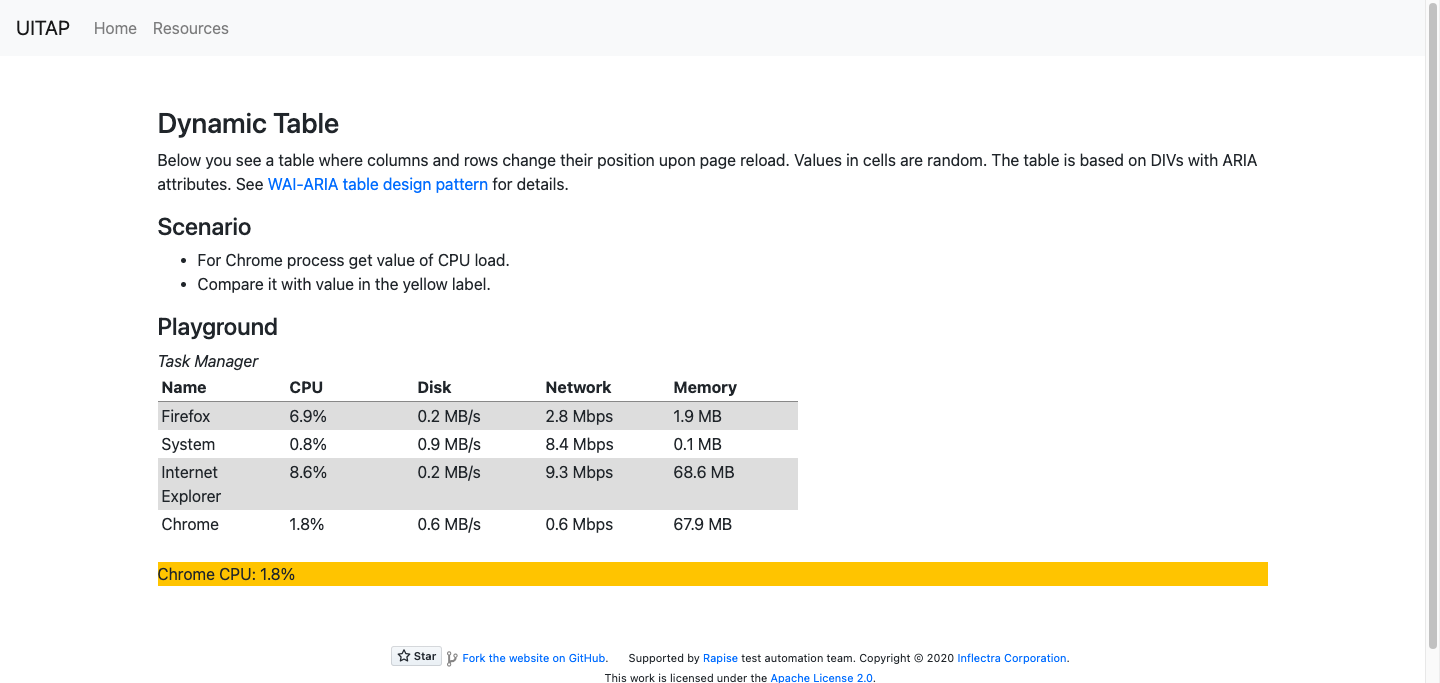 UITAP Home Resources
Dynamic Table
Below you see a table where columns and rows change their position upon page reload. Values in cells are random. The table is based on DIVs with ARIA
attributes. See WAI-ARIA table design pattern for details.
Scenario
• For Chrome process get value of CPU load.
• Compare it with value in the yellow label.
Playground
Task Manager
Name CPU Disk Network Memory
Firefox 6.9% 0.2 MB/s 2.8 Mbps 1.9 MB
System 0.8% 0.9 MB/s 8.4 Mbps 0.1 MB
Internet 8.6% 0.2 MB/s 9.3 Mbps 68.6 MB
Explorer
Chrome 1.8% 0.6 MB/s 0.6 Mbps 67.9 MB
Chrome CPU: 1.8%
Star Fork the website on GitHub. Supported by Rapise test automation team. Copyright © 2020 Inflectra Corporation.
This work is licensed under the Apache License 2.0.